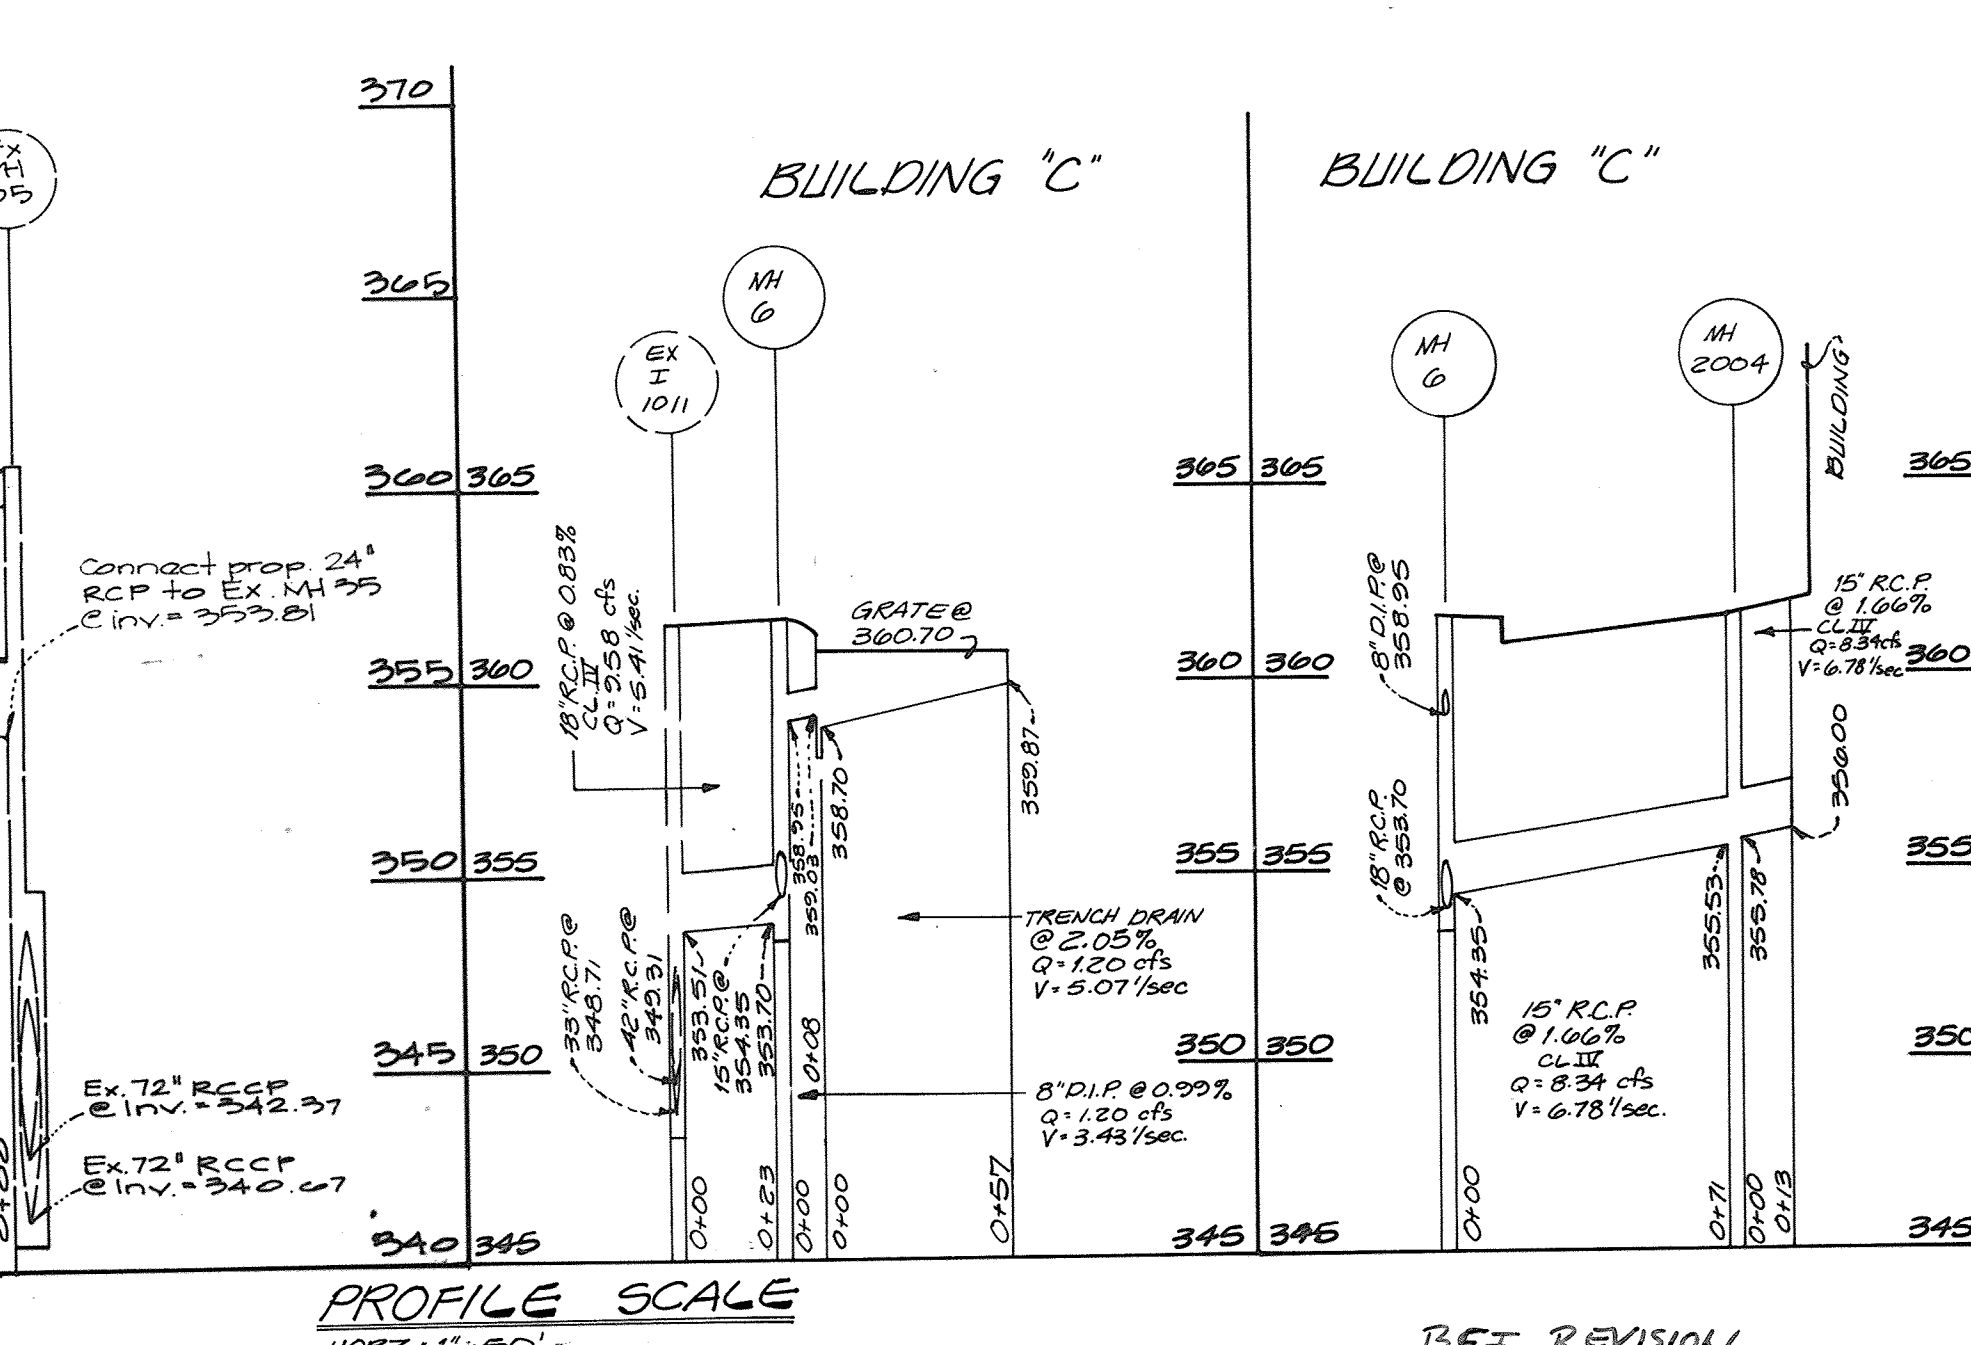 370
365
360
355
350
345
340
Connect prop. 24"
RCP to Ex. MH 35
@ inv. = 353.81
Ex. 72" RCCP
@ Inv. = 342.37
Ex. 72" RCCP
@ Inv. = 340.67
365
360
355
350
345
BUILDING "C"
EX
I
1011
MH
6
18" R.C.P. @ 0.83%
CL. IV
Q = 9.58 cfs
V = 5.41 '/sec.
GRATE @
360.70
33" R.C.P. @
348.71
42" R.C.P. @
349.31
353.51
15" R.C.P. @
354.35
353.70
358.95
359.03
358.70
359.87
TRENCH DRAIN
@ 2.05%
Q = 1.20 cfs
V = 5.07 '/sec
8" D.I.P. @ 0.99%
Q = 1.20 cfs
V = 3.43 '/sec.
0+00
0+23
0+00
0+08
0+00
0+57
365
360
355
350
345
365
360
355
350
345
BUILDING "C"
MH
6
MH
2004
BUILDING
8" D.I.P. @
358.95
18" R.C.P.
@ 353.70
354.35
15" R.C.P.
@ 1.66%
CL IV
Q = 8.34 cfs
V = 6.78 '/sec.
355.53
355.78
356.00
15" R.C.P.
@ 1.66%
CL IV
Q = 8.34 cfs
V = 6.78 '/sec
0+00
0+71
0+00
0+13
365
360
355
350
345
PROFILE SCALE
REVISION